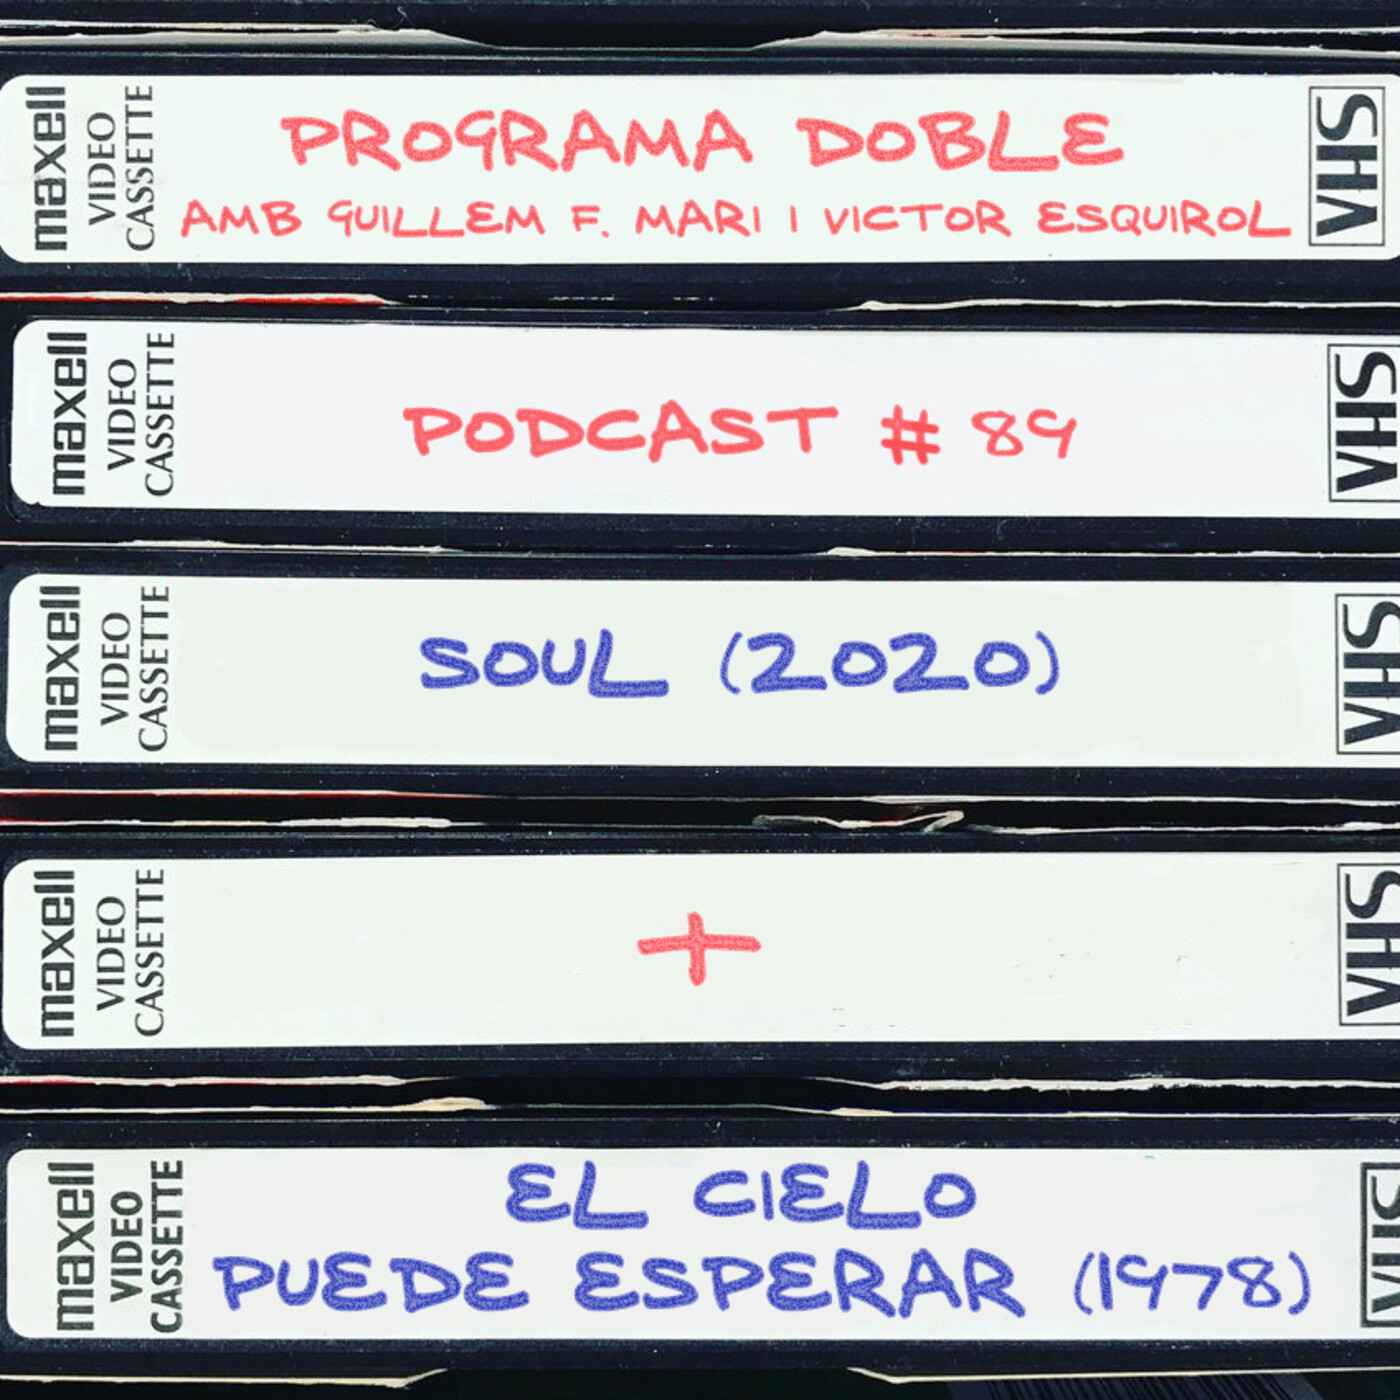 maxell
VIDEO
CASSETTE
PROGRAMA DOBLE
AMB GUILLEM F. MARI I VICTOR ESQUIROL
VHS
maxell
VIDEO
CASSETTE
PODCAST # 89
VHS
maxell
VIDEO
CASSETTE
SOUL (2020)
VHS
maxell
VIDEO
CASSETTE
+
VHS
maxell
VIDEO
CASSETTE
EL CIELO
PUEDE ESPERAR (1978)
VHS